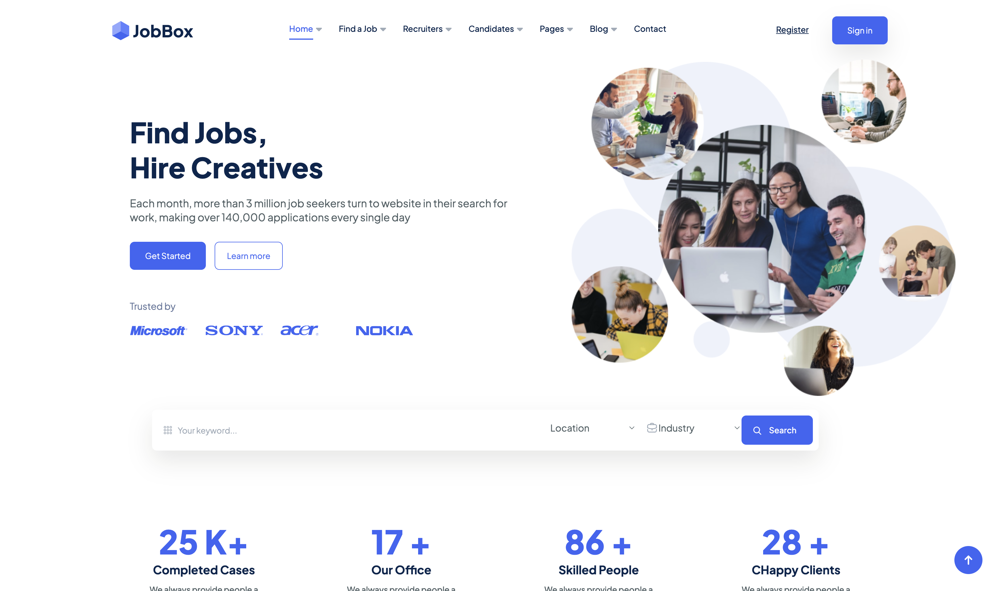 JobBox
Home Find a Job Recruiters Candidates Pages Blog Contact Register Sign in
Find Jobs,
Hire Creatives
Each month, more than 3 million job seekers turn to website in their search for
work, making over 140,000 applications every single day
Get Started Learn more
Trusted by
Microsoft SONY acer NOKIA
XVII
POLO
Your keyword... Location Industry Search
25 K+ 17 + 86 + 28 +
Completed Cases Our Office Skilled People CHappy Clients
We always provide people a We always provide people a We always provide people a We always provide people a